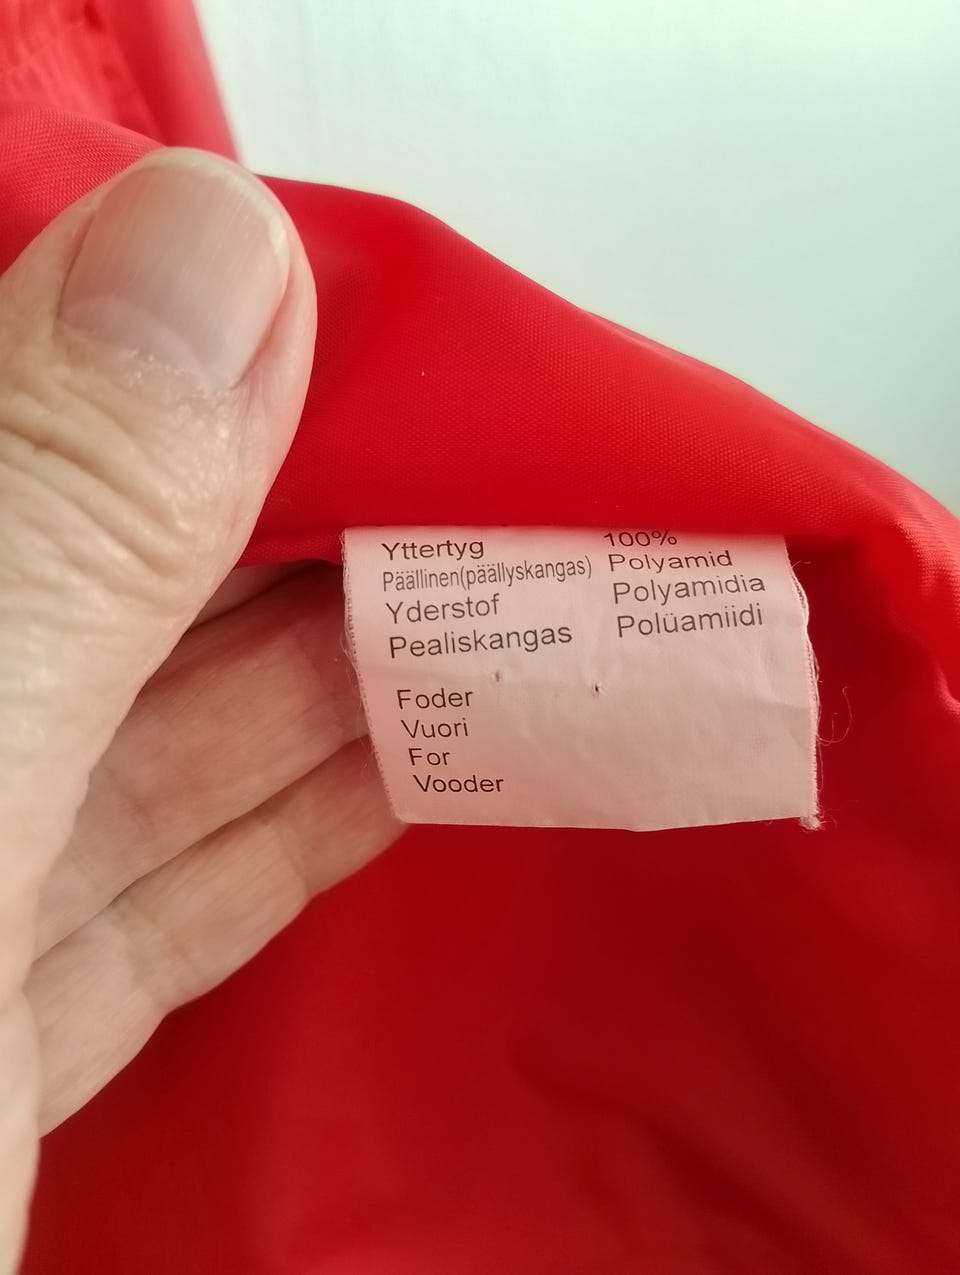 Yttertyg 100%
Päällinen(päällyskangas) Polyamid
Yderstof Polyamidia
Pealiskangas Polüamiidi
Foder
Vuori
For
Vooder